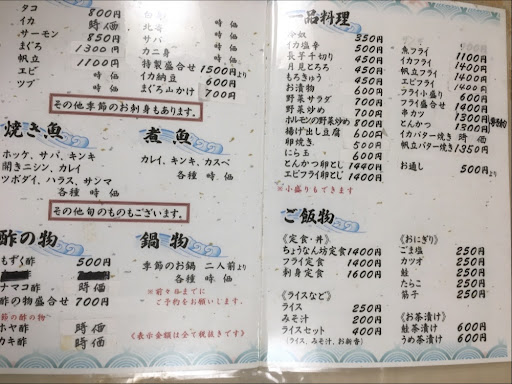 タコ 800円
イカ 時価
サーモン 850円
まぐろ 1300円
帆立 1100円
エビ 時価
ツブ 時価
サバ 700円
カニ身 時価
特製盛合せ 1500円より
イカ納豆 600円
まぐろ山かけ 700円
その他季節のお刺身もあります。
焼き魚
ホッケ、サバ、キンキ
開きニシン、カレイ
ツボダイ、ハラス、サンマ
各種 時価
煮魚
カレイ、キンキ、カスベ
各種 時価
その他旬のものもございます。
酢の物
もずく酢 500円
ナマコ酢 時価
酢の物盛合せ 700円
節の酢の物
ホヤ酢 時価
カキ酢 時価
鍋物
季節のお鍋 二人前より
各種 時価
※前々日までに
ご予約をお願いします
《表示金額は全て税抜きです》
一品料理
冷奴 350円
イカ塩辛 500円
長芋千切り 450円
月見とろろ 450円
もろきゅう 450円
お漬物 600円
野菜サラダ 700円
野菜炒め 700円
ホルモンの野菜炒め 800円
揚げ出し豆腐 600円
卵焼き 500円
にら玉 600円
とんかつ卵とじ 1440円
エビフライ卵とじ 1440円
※小盛りもできます
魚フライ 1100円
イカフライ 1400円
帆立フライ 1400円
エビフライ 1400円
フライ小盛り 600円
フライ盛合せ 1400円
串カツ 1300円
とんかつ 1300円
イカバター焼き 時価
帆立バター焼き 1350円
お通し 500円より
ご飯物
《定食・丼》
ちょうなん坊定食 1400円
フライ定食 1400円
刺身定食 1600円
《ライスなど》
ライス 250円
みそ汁 200円
ライスセット 400円
(ライス、みそ汁、お新香)
《おにぎり》
ごま塩 250円
カツオ 250円
鮭 250円
たらこ 250円
筋子 250円
《お茶漬け》
鮭茶漬け 600円
うめ茶漬け 600円